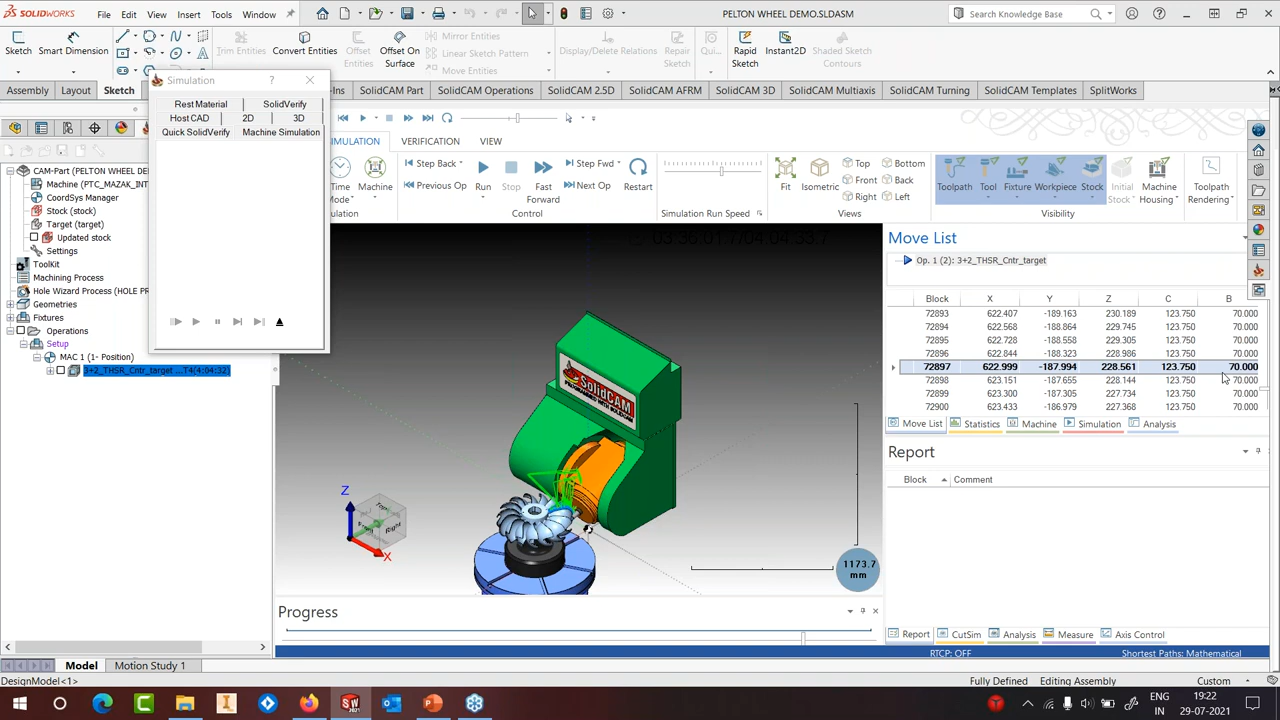 SOLIDWORKS File Edit View Insert Tools Window PELTON WHEEL DEMO.SLDASM Search Knowledge Base
Sketch Smart Dimension Trim Entities Convert Entities Offset Entities Offset On Surface Mirror Entities Linear Sketch Pattern Move Entities Display/Delete Relations Repair Sketch Qui... Rapid Sketch Instant2D Shaded Sketch Contours
Assembly Layout Sketch -Ins SolidCAM Part SolidCAM Operations SolidCAM 2.5D SolidCAM AFRM SolidCAM Multiaxis SolidCAM Turning SolidCAM Templates SplitWorks
Simulation ?
Rest Material SolidVerify
Host CAD 2D 3D
Quick SolidVerify Machine Simulation
VERIFICATION VIEW
Time Mode Machine
Step Back Previous Op Run Stop Fast Forward Step Fwd Next Op Restart
Control
Simulation Run Speed
Fit Isometric Top Front Right Bottom Back Left
Views
Toolpath Tool Fixture Workpiece Stock Initial Stock Machine Housing
Visibility
Toolpath Rendering
CAM-Part (PELTON WHEEL DE
Machine (PTC_MAZAK_INT
CoordSys Manager
Stock (stock)
Target (target)
Updated stock
Settings
ToolKit
Machining Process
Hole Wizard Process (HOLE PR
Geometries
Fixtures
Operations
Setup
MAC 1 (1- Position)
3+2_THSR_Cntr_target ...T4(4:04:32)
SolidCAM
Z
X
Right
1173.7 mm
Move List
Op. 1 (2): 3+2_THSR_Cntr_target
Block X Y Z C B
72893 622.407 -189.163 230.189 123.750 70.000
72894 622.568 -188.864 229.745 123.750 70.000
72895 622.728 -188.558 229.305 123.750 70.000
72896 622.844 -188.323 228.986 123.750 70.000
72897 622.999 -187.994 228.561 123.750 70.000
72898 623.151 -187.655 228.144 123.750 70.000
72899 623.300 -187.305 227.734 123.750 70.000
72900 623.433 -186.979 227.368 123.750 70.000
Move List Statistics Machine Simulation Analysis
Report
Block Comment
Progress
Report CutSim Analysis Measure Axis Control
RTCP: OFF Shortest Paths: Mathematical
Model Motion Study 1
DesignModel<1> Fully Defined Editing Assembly Custom
ENG 19:22
IN 29-07-2021